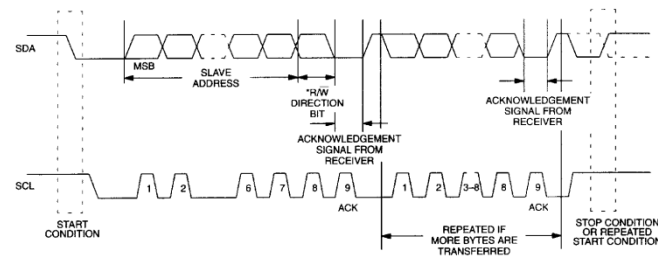 SDA
MSB
SLAVE
ADDRESS
*R/W
DIRECTION
BIT
ACKNOWLEDGEMENT
SIGNAL FROM
RECEIVER
ACKNOWLEDGEMENT
SIGNAL FROM
RECEIVER
SCL
1 2 6 7 8 9 1 2 3–8 8 9
ACK
ACK
START
CONDITION
REPEATED IF
MORE BYTES ARE
TRANSFERRED
STOP CONDITION
OR REPEATED
START CONDITION